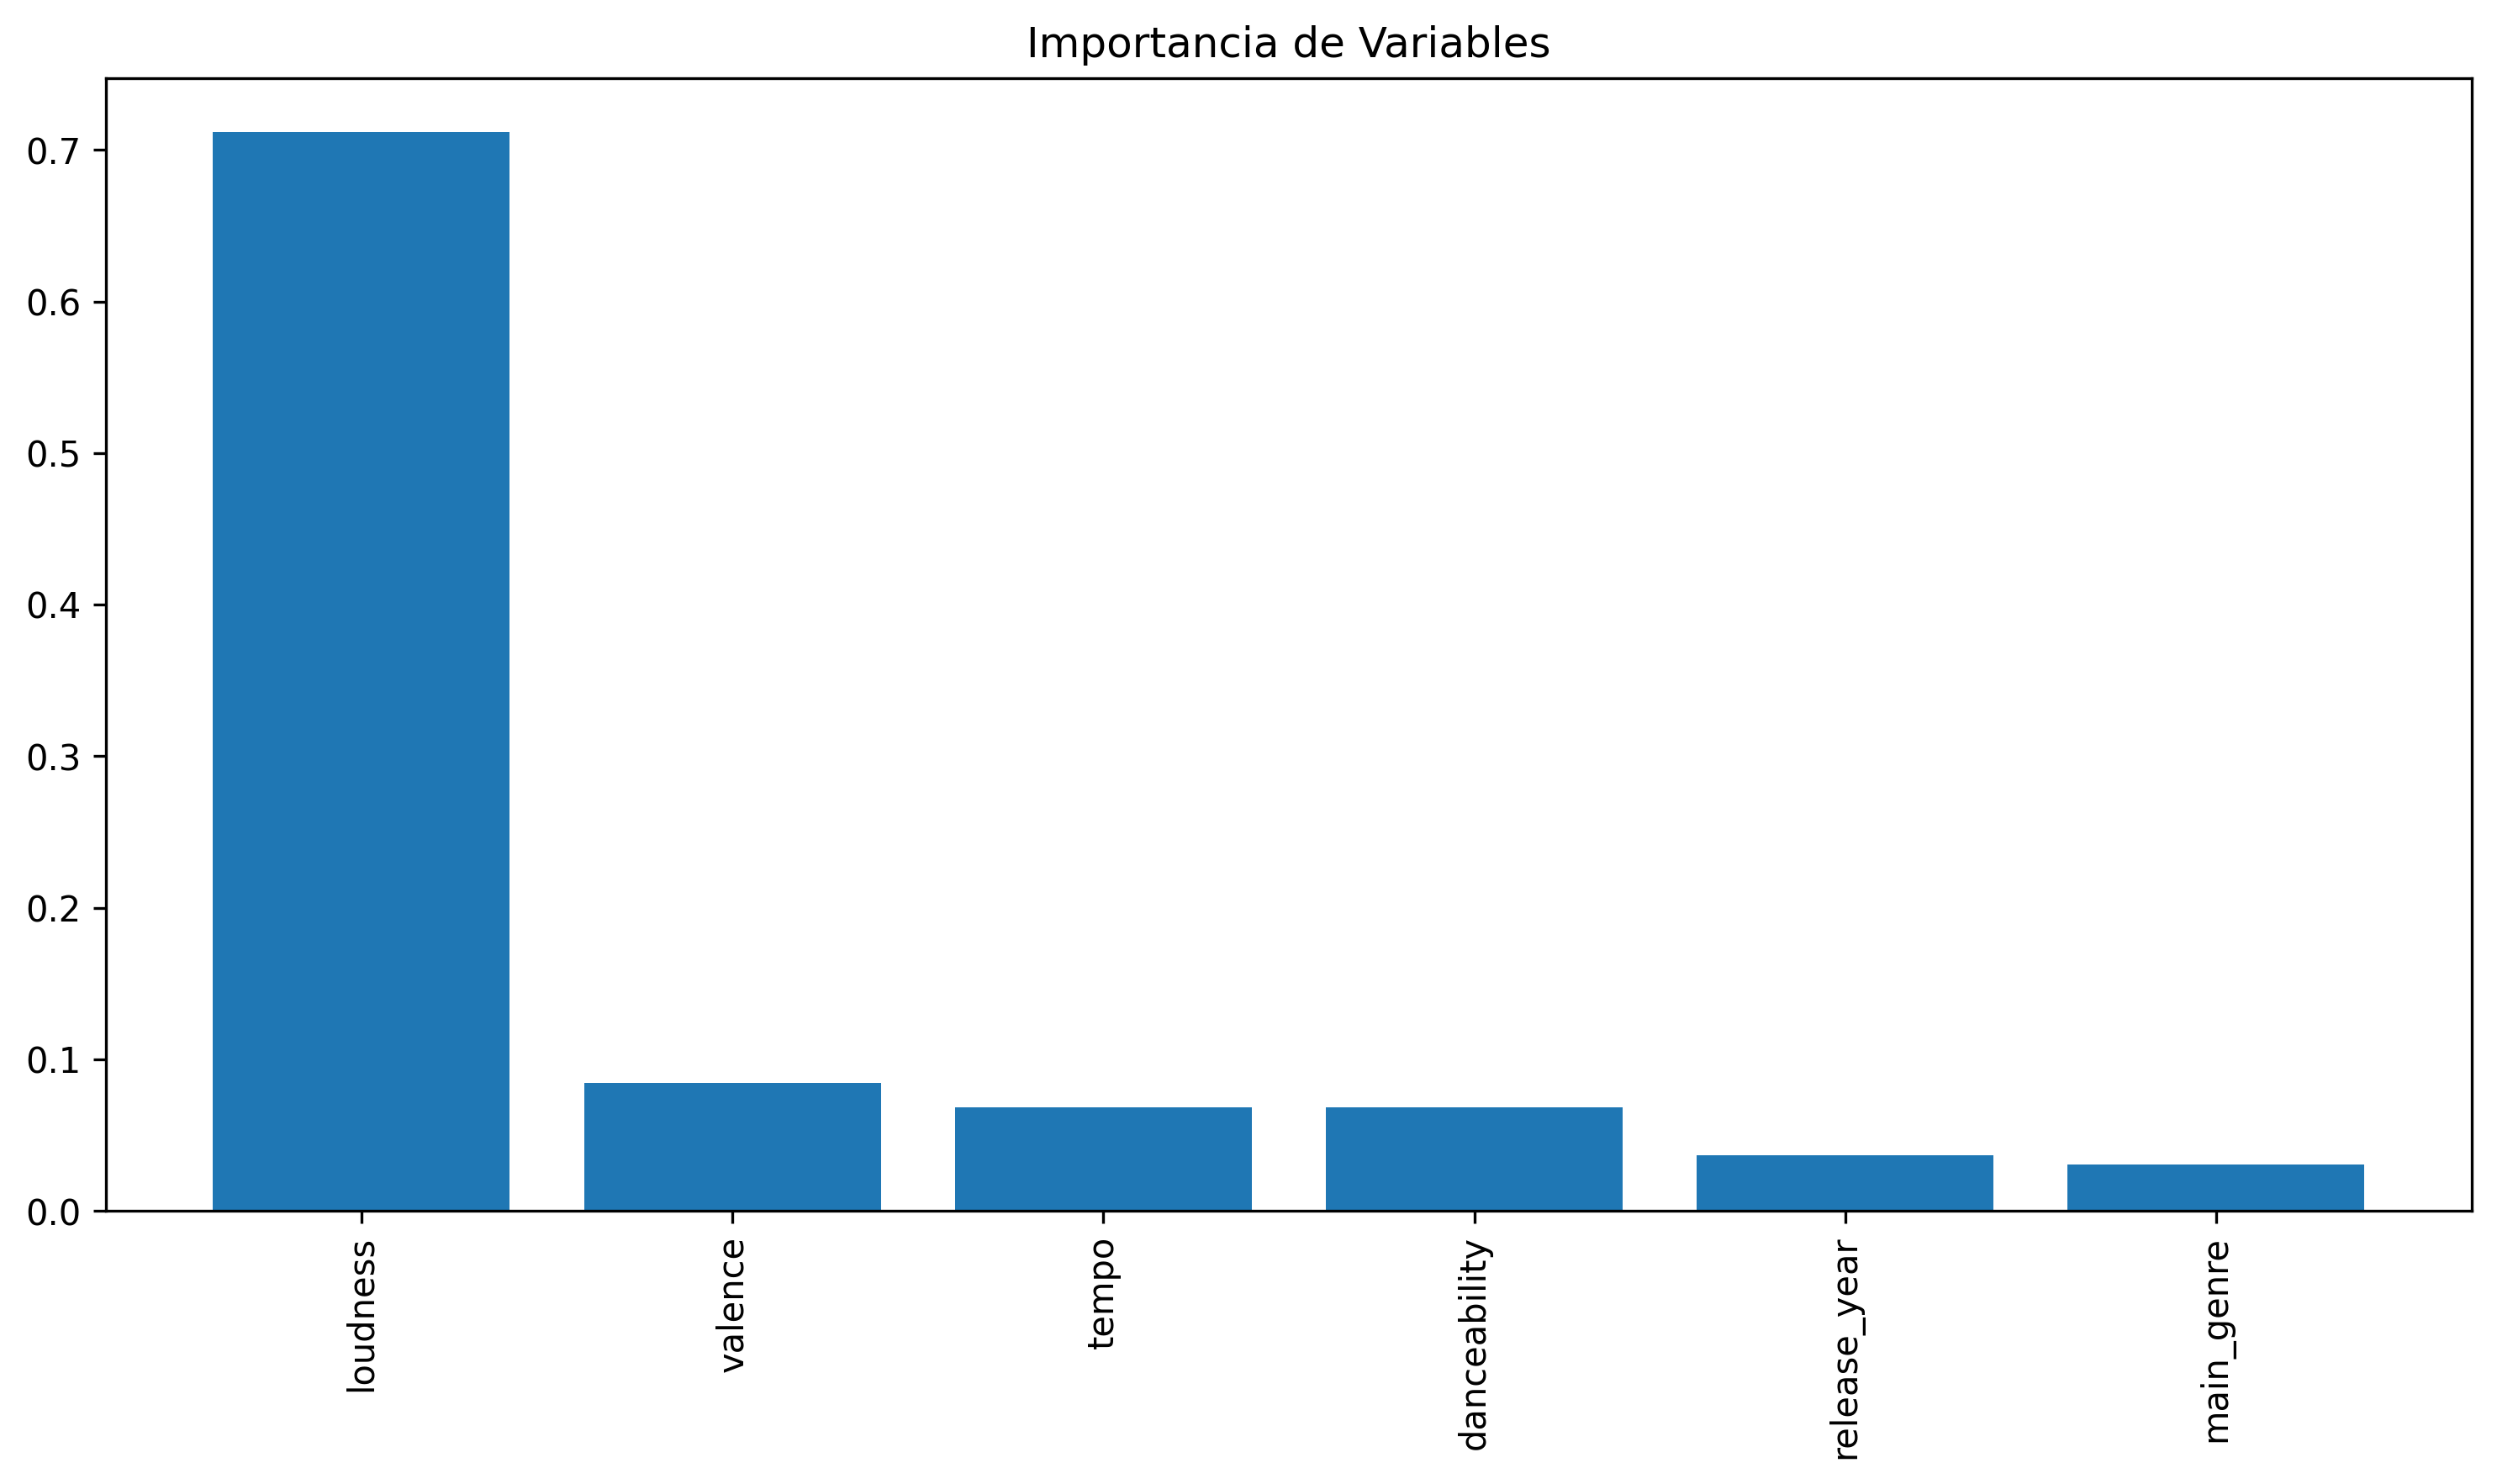 Importancia de Variables
0.7
0.6
0.5
0.4
0.3
0.2
0.1
0.0
loudness
valence
tempo
danceability
release_year
main_genre